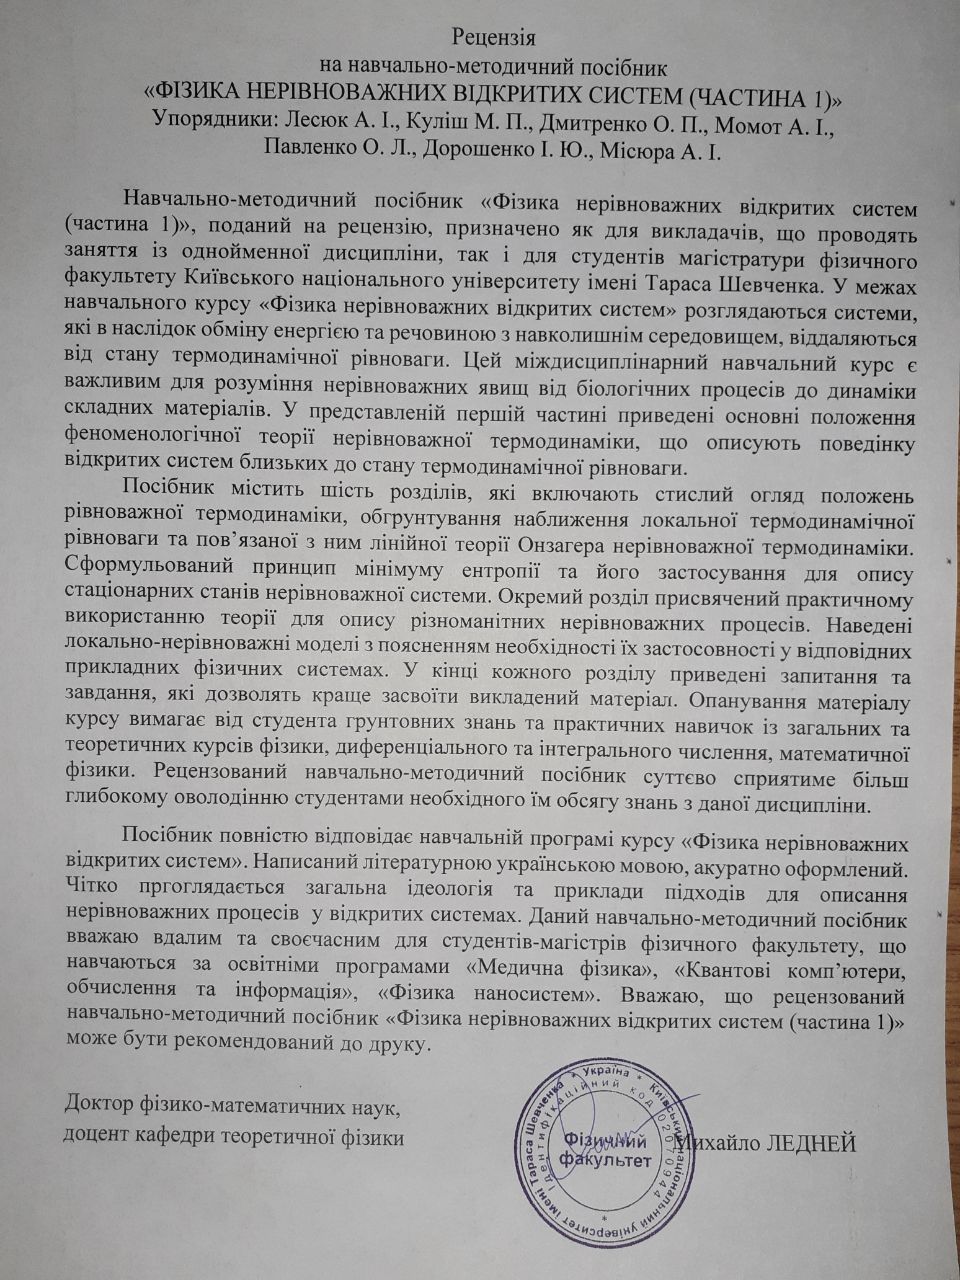 Рецензія
на навчально-методичний посібник
«ФІЗИКА НЕРІВНОВАЖНИХ ВІДКРИТИХ СИСТЕМ (ЧАСТИНА 1)»
Упорядники: Лесюк А. І., Куліш М. П., Дмитренко О. П., Момот А. І.,
Павленко О. Л., Дорошенко І. Ю., Місюра А. І.
Навчально-методичний посібник «Фізика нерівноважних відкритих систем
(частина 1)», поданий на рецензію, призначено як для викладачів, що проводять
заняття із однойменної дисципліни, так і для студентів магістратури фізичного
факультету Київського національного університету імені Тараса Шевченка. У межах
навчального курсу «Фізика нерівноважних відкритих систем» розглядаються системи,
які в наслідок обміну енергією та речовиною з навколишнім середовищем, віддаляються
від стану термодинамічної рівноваги. Цей міждисциплінарний навчальний курс є
важливим для розуміння нерівноважних явищ від біологічних процесів до динаміки
складних матеріалів. У представленій першій частині приведені основні положення
феноменологічної теорії нерівноважної термодинаміки, що описують поведінку
відкритих систем близьких до стану термодинамічної рівноваги.
Посібник містить шість розділів, які включають стислий огляд положень
рівноважної термодинаміки, обгрунтування наближення локальної термодинамічної
рівноваги та пов’язаної з ним лінійної теорії Онзагера нерівноважної термодинаміки.
Сформульований принцип мінімуму ентропії та його застосування для опису
стаціонарних станів нерівноважної системи. Окремий розділ присвячений практичному
використанню теорії для опису різноманітних нерівноважних процесів. Наведені
локально-нерівноважні моделі з поясненням необхідності їх застосовності у відповідних
прикладних фізичних системах. У кінці кожного розділу приведені запитання та
завдання, які дозволять краще засвоїти викладений матеріал. Опанування матеріалу
курсу вимагає від студента грунтовних знань та практичних навичок із загальних та
теоретичних курсів фізики, диференціального та інтегрального числення, математичної
фізики. Рецензований навчально-методичний посібник суттєво сприятиме більш
глибокому оволодінню студентами необхідного їм обсягу знань з даної дисципліни.
Посібник повністю відповідає навчальній програмі курсу «Фізика нерівноважних
відкритих систем». Написаний літературною українською мовою, акуратно оформлений.
Чітко прголядається загальна ідеологія та приклади підходів для описання
нерівноважних процесів у відкритих системах. Даний навчально-методичний посібник
вважаю вдалим та своєчасним для студентів-магістрів фізичного факультету, що
навчаються за освітніми програмами «Медична фізика», «Квантові комп’ютери,
обчислення та інформація», «Фізика наносистем». Вважаю, що рецензований
навчально-методичний посібник «Фізика нерівноважних відкритих систем (частина 1)»
може бути рекомендований до друку.
Доктор фізико-математичних наук,
доцент кафедри теоретичної фізики
Михайло ЛЕДНЕЙ
* Україна * Київський національний університет імені Тараса Шевченка
Ідентифікаційний код 02070944
Фізичний
факультет